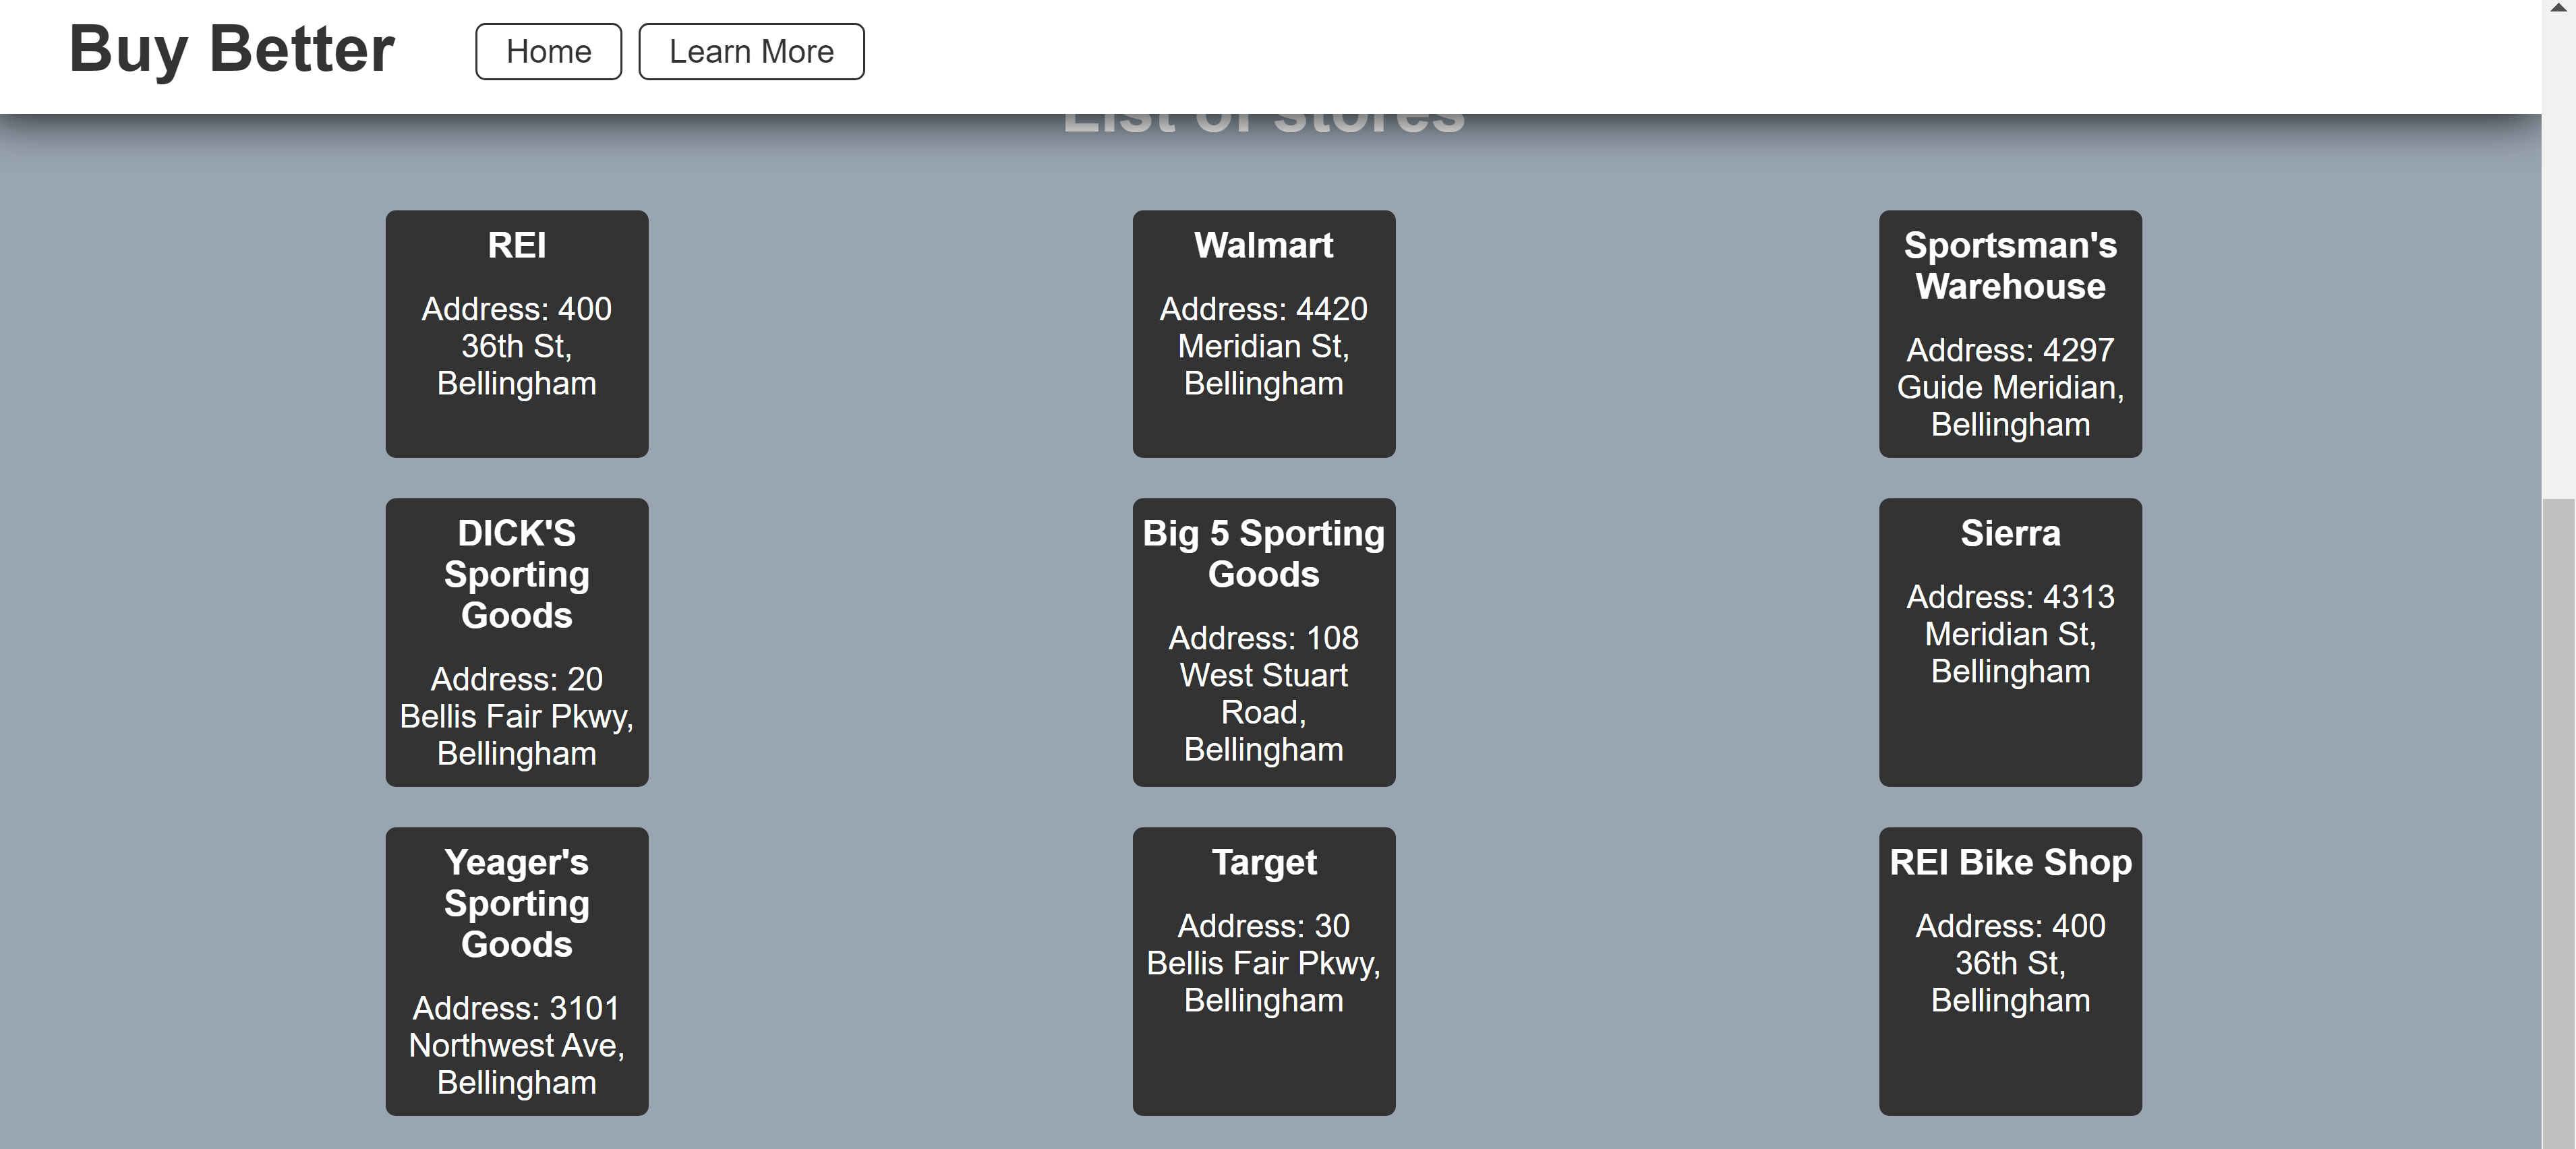 Buy Better
Home
Learn More
List of stores
REI
Address: 400
36th St,
Bellingham
Walmart
Address: 4420
Meridian St,
Bellingham
Sportsman's
Warehouse
Address: 4297
Guide Meridian,
Bellingham
DICK'S
Sporting
Goods
Address: 20
Bellis Fair Pkwy,
Bellingham
Big 5 Sporting
Goods
Address: 108
West Stuart
Road,
Bellingham
Sierra
Address: 4313
Meridian St,
Bellingham
Yeager's
Sporting
Goods
Address: 3101
Northwest Ave,
Bellingham
Target
Address: 30
Bellis Fair Pkwy,
Bellingham
REI Bike Shop
Address: 400
36th St,
Bellingham